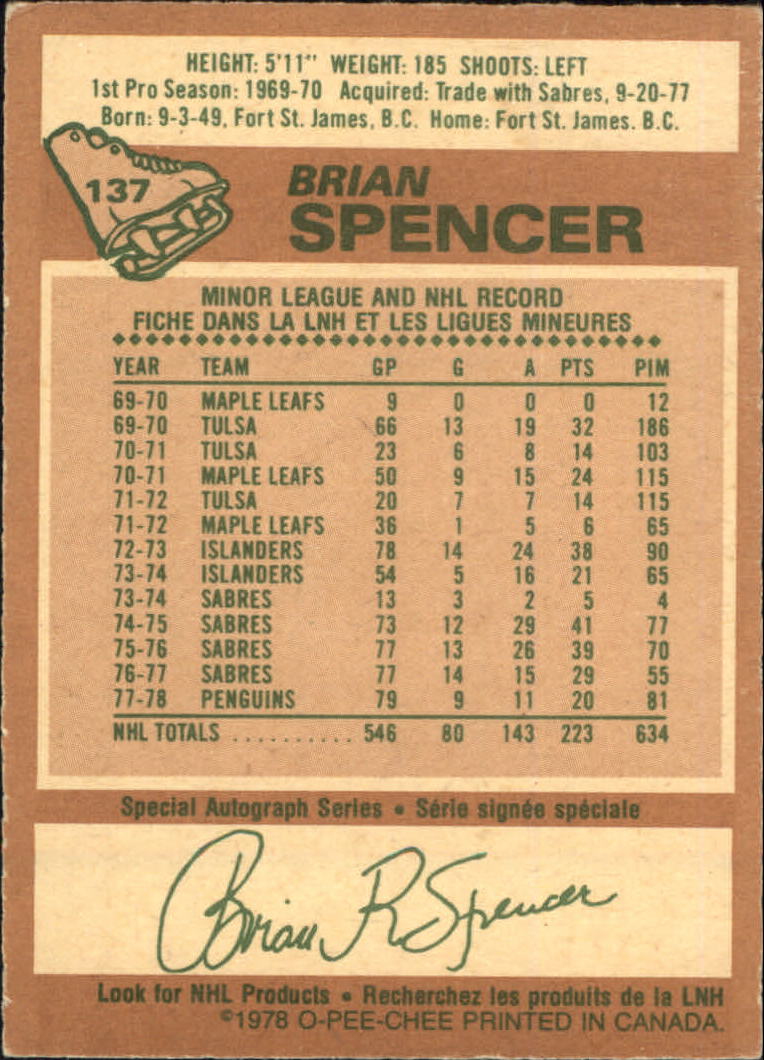 HEIGHT: 5'11" WEIGHT: 185 SHOOTS: LEFT
1st Pro Season: 1969-70 Acquired: Trade with Sabres, 9-20-77
Born: 9-3-49, Fort St. James, B.C. Home: Fort St. James. B.C.
137
BRIAN
SPENCER
MINOR LEAGUE AND NHL RECORD
FICHE DANS LA LNH ET LES LIGUES MINEURES
YEAR TEAM GP G A PTS PIM
69-70 MAPLE LEAFS 9 0 0 0 12
69-70 TULSA 66 13 19 32 186
70-71 TULSA 23 6 8 14 103
70-71 MAPLE LEAFS 50 9 15 24 115
71-72 TULSA 20 7 7 14 115
71-72 MAPLE LEAFS 36 1 5 6 65
72-73 ISLANDERS 78 14 24 38 90
73-74 ISLANDERS 54 5 16 21 65
73-74 SABRES 13 3 2 5 4
74-75 SABRES 73 12 29 41 77
75-76 SABRES 77 13 26 39 70
76-77 SABRES 77 14 15 29 55
77-78 PENGUINS 79 9 11 20 81
NHL TOTALS .......... 546 80 143 223 634
Special Autograph Series • Série signée spéciale
Brian R Spencer
Look for NHL Products • Recherchez les produits de la LNH
©1978 O-PEE-CHEE PRINTED IN CANADA.